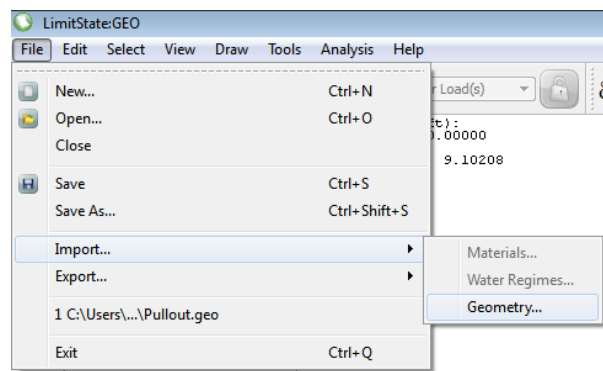 LimitState:GEO
File Edit Select View Draw Tools Analysis Help
New... Ctrl+N
r Load(s)
Open... Ctrl+O
t):
0.00000
Close
9.10208
Save Ctrl+S
Save As... Ctrl+Shift+S
Import...
Materials...
Export...
Water Regimes...
1 C:\Users\...\Pullout.geo
Geometry...
Exit Ctrl+Q